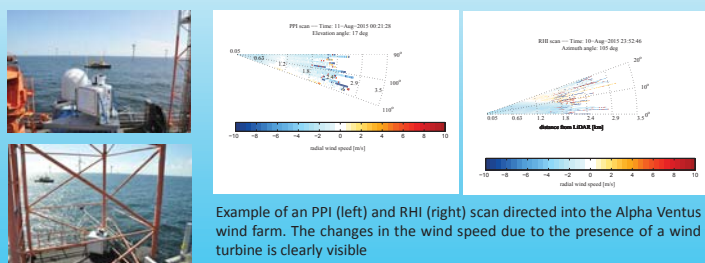 PPI scan --- Time: 11-Aug-2015 00:21:28
Elevation angle: 17 deg
0.05
0.63
1.2
1.8
2.9
3.5
90°
100°
110°
-10 -8 -6 -4 -2 0 2 4 6 8 10
radial wind speed [m/s]
RHI scan --- Time: 10-Aug-2015 23:52:46
Azimuth angle: 105 deg
20°
10°
0°
0.05 0.63 1.2 1.8 2.4 2.9 3.5
distance from LiDAR [km]
-10 -8 -6 -4 -2 0 2 4 6 8 10
radial wind speed [m/s]
Example of an PPI (left) and RHI (right) scan directed into the Alpha Ventus
wind farm. The changes in the wind speed due to the presence of a wind
turbine is clearly visible